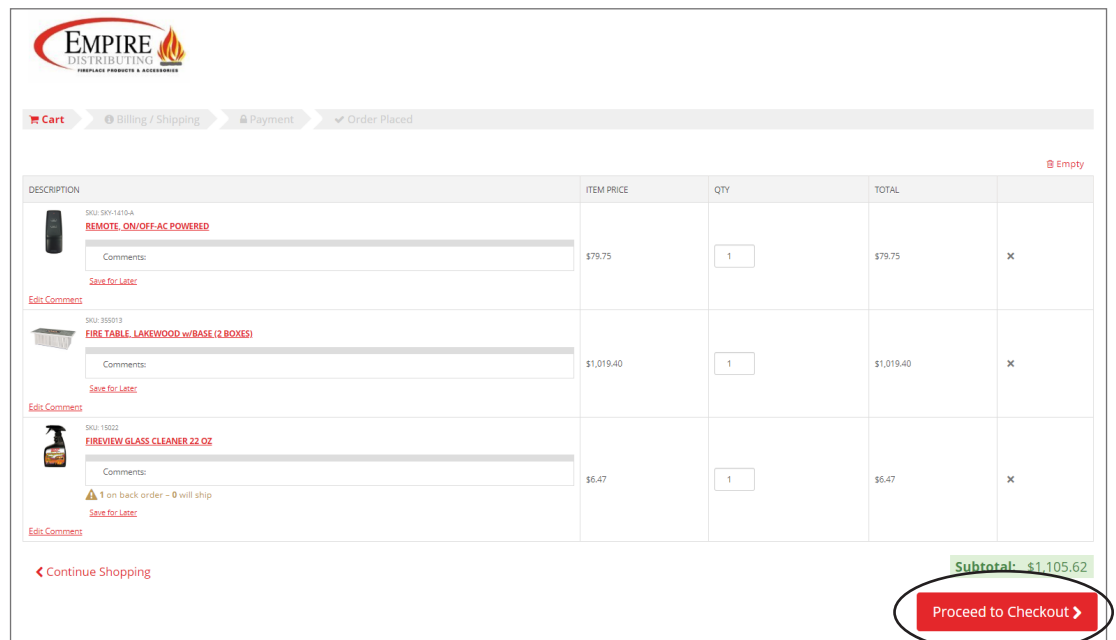 EMPIRE
DISTRIBUTING
FIREPLACE PRODUCTS & ACCESSORIES
Cart Billing / Shipping Payment Order Placed
Empty
DESCRIPTION ITEM PRICE QTY TOTAL
SKU: SKY-1410-A
REMOTE, ON/OFF-AC POWERED
Comments:
$79.75 1 $79.75
Save for Later
Edit Comment
SKU: 355013
FIRE TABLE, LAKEWOOD w/BASE (2 BOXES)
Comments:
$1,019.40 1 $1,019.40
Save for Later
Edit Comment
SKU: 15022
FIREVIEW GLASS CLEANER 22 OZ
Comments:
$6.47 1 $6.47
1 on back order – 0 will ship
Save for Later
Edit Comment
Continue Shopping
Subtotal: $1,105.62
Proceed to Checkout